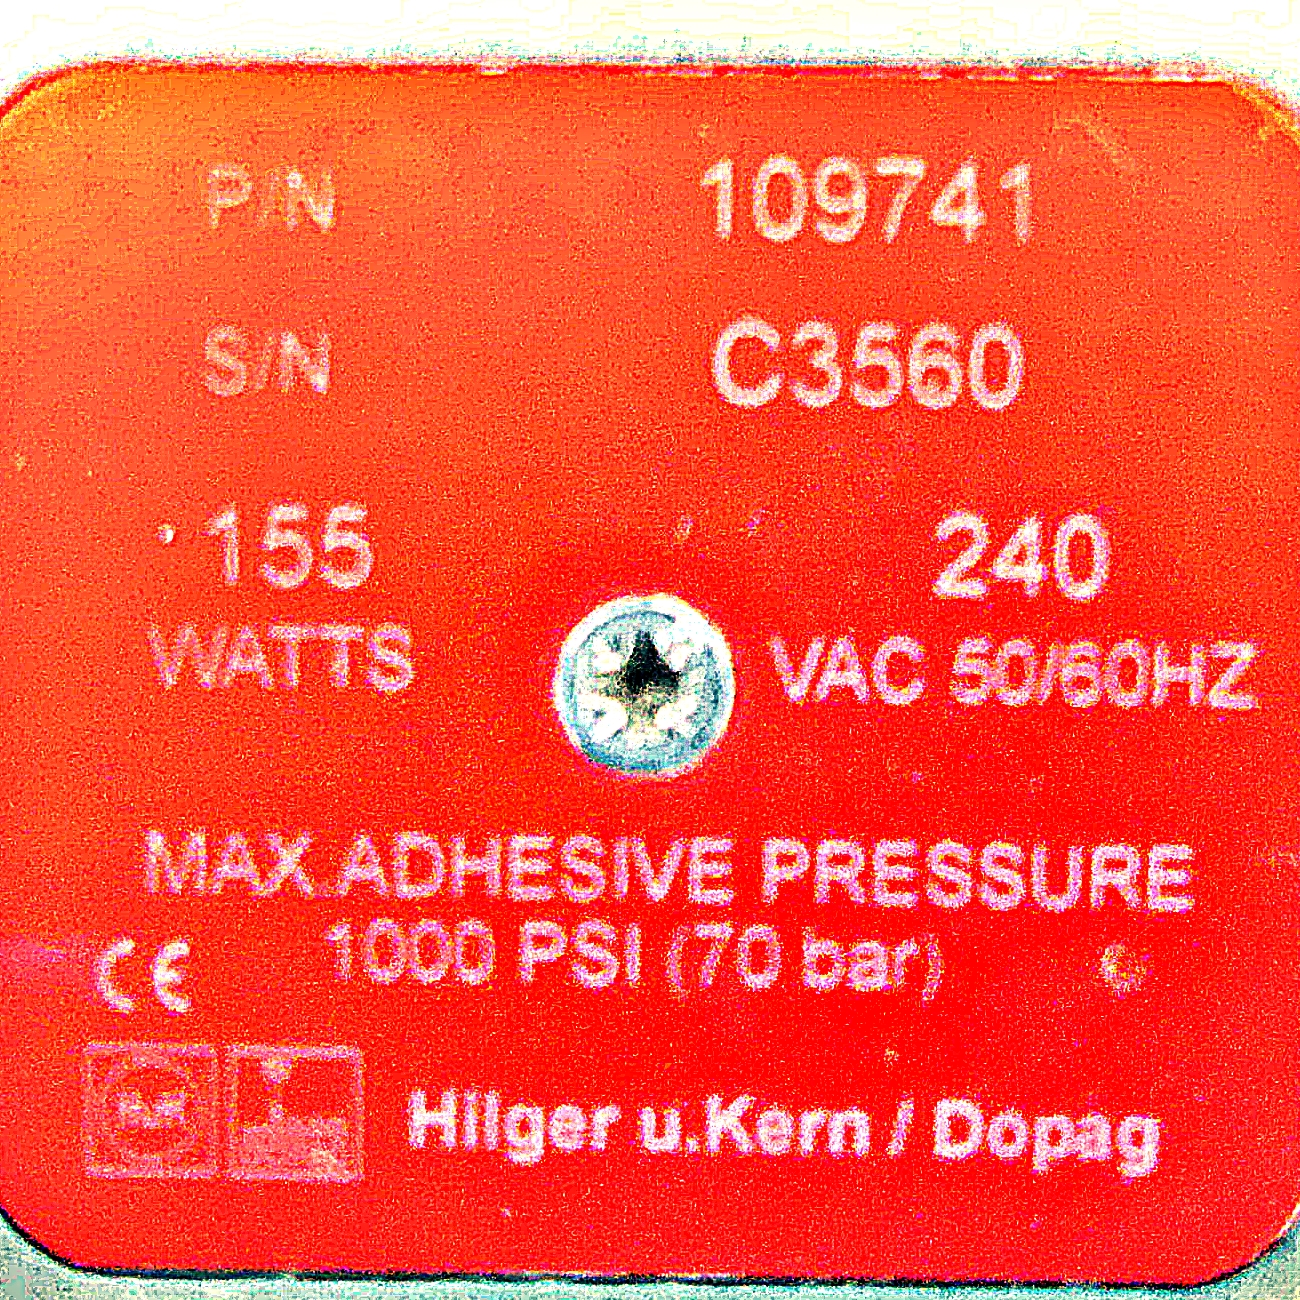 P/N 109741
S/N C3560
155 240
WATTS VAC 50/60HZ
MAX.ADHESIVE PRESSURE
1000 PSI (70 bar)
CE
Hilger u.Kern / Dopag